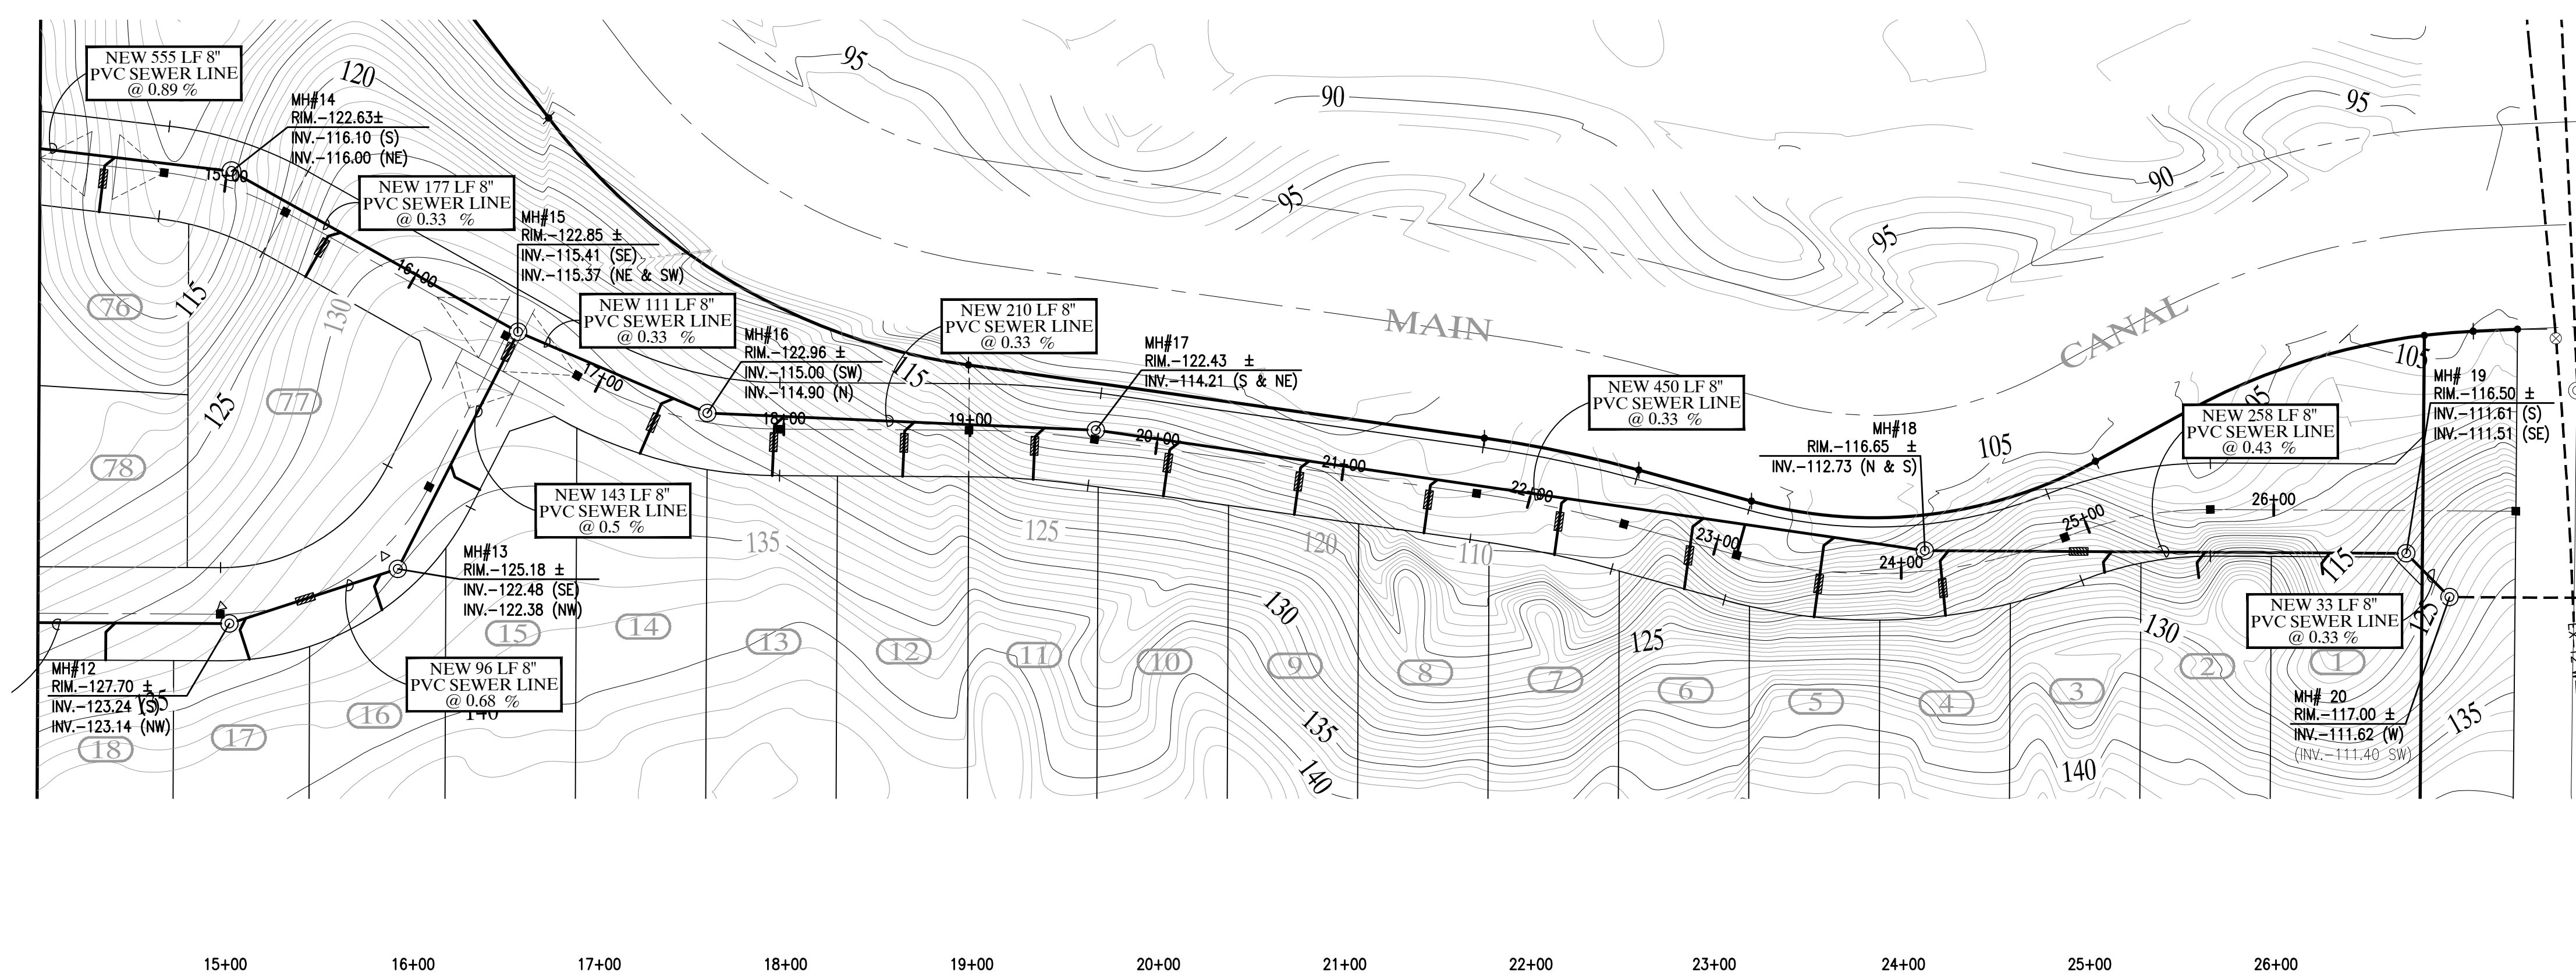 NEW 555 LF 8"
PVC SEWER LINE
@ 0.89 %
120
MH#14
RIM.-122.63±
INV.-116.10 (S)
INV.-116.00 (NE)
15+00
NEW 177 LF 8"
PVC SEWER LINE
@ 0.33 %
MH#15
RIM.-122.85 ±
INV.-115.41 (SE)
INV.-115.37 (NE & SW)
16+00
95
90
95
95
90
95
76
115
130
125
77
78
NEW 111 LF 8"
PVC SEWER LINE
@ 0.33 %
MH#16
RIM.-122.96 ±
INV.-115.00 (SW)
INV.-114.90 (N)
17+00
18+00
115
19+00
NEW 210 LF 8"
PVC SEWER LINE
@ 0.33 %
MH#17
RIM.-122.43 ±
INV.-114.21 (S & NE)
20+00
MAIN CANAL
21+00
22+00
NEW 450 LF 8"
PVC SEWER LINE
@ 0.33 %
MH#18
RIM.-116.65 ±
INV.-112.73 (N & S)
23+00
24+00
105
25+00
26+00
105
NEW 258 LF 8"
PVC SEWER LINE
@ 0.43 %
105
MH# 19
RIM.-116.50 ±
INV.-111.61 (S)
INV.-111.51 (SE)
115
125
NEW 143 LF 8"
PVC SEWER LINE
@ 0.5 %
MH#13
RIM.-125.18 ±
INV.-122.48 (SE)
INV.-122.38 (NW)
135
125
120
110
130
125
130
NEW 33 LF 8"
PVC SEWER LINE
@ 0.33 %
MH#12
RIM.-127.70 ±
INV.-123.24 (S)
INV.-123.14 (NW)
135
NEW 96 LF 8"
PVC SEWER LINE
@ 0.68 %
140
18
17
16
15
14
13
12
11
10
9
8
7
6
5
4
3
2
1
135
140
140
135
MH# 20
RIM.-117.00 ±
INV.-111.62 (W)
(INV.-111.40 SW)
15+00 16+00 17+00 18+00 19+00 20+00 21+00 22+00 23+00 24+00 25+00 26+00